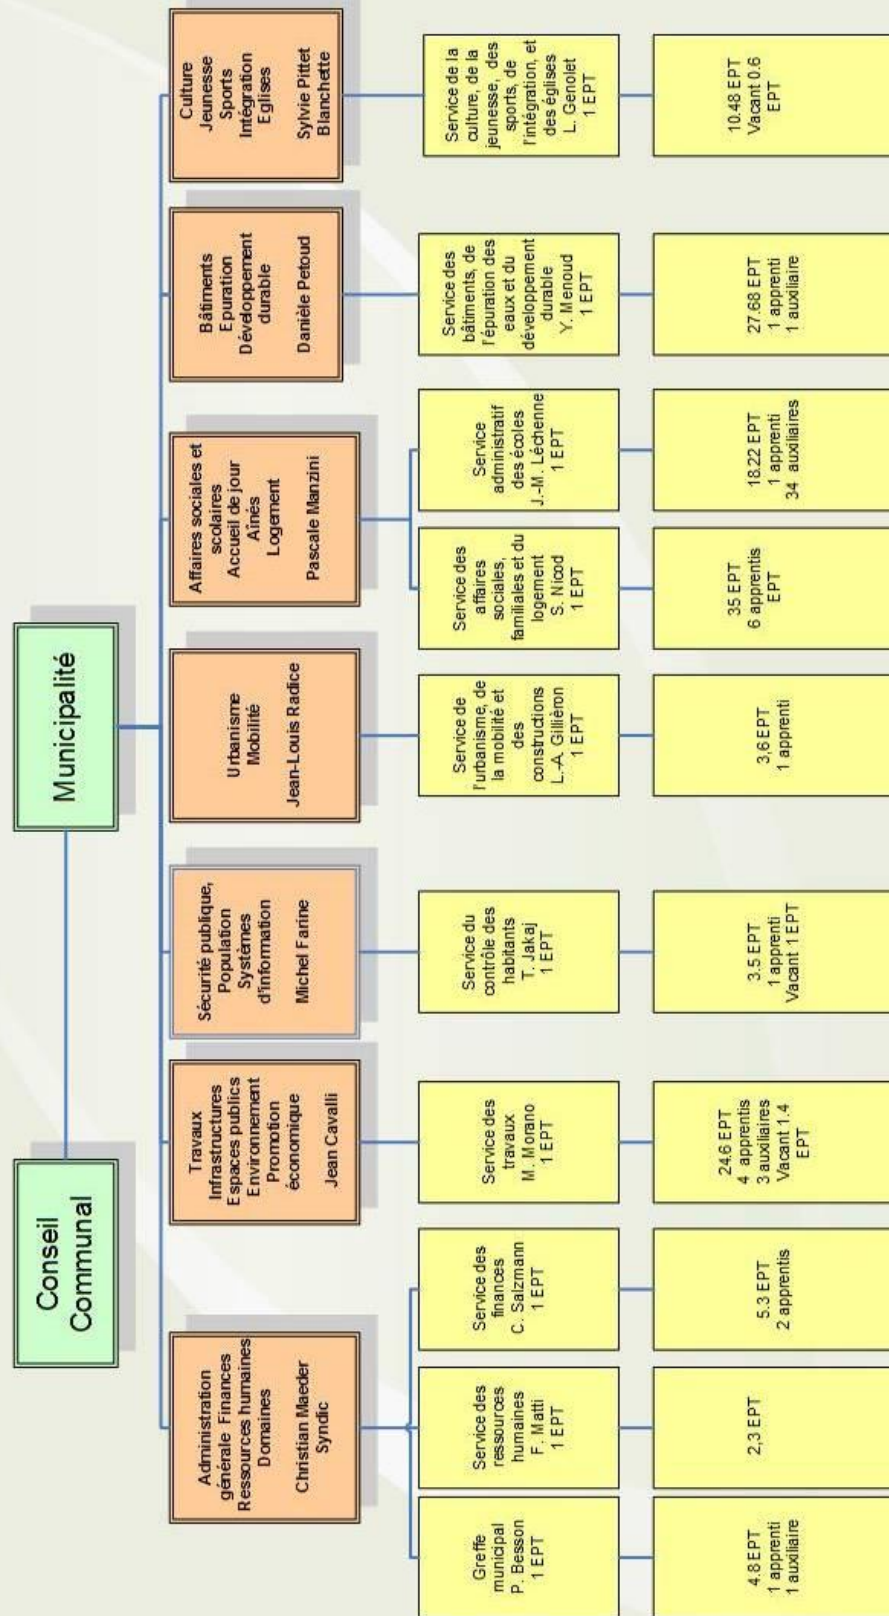 Conseil
Communal
Municipalité
Administration
générale Finances
Ressources humaines
Domaines
Christian Maeder
Syndic
Travaux
Infrastructures
Espaces publics
Environnement
Promotion
économique
Jean Cavalli
Sécurité publique,
Population
Systèmes
d'information
Michel Farine
Urbanisme
Mobilité
Jean-Louis Radice
Affaires sociales et
scolaires
Accueil de jour
Aînés
Logement
Pascale Manzini
Bâtiments
Epuration
Développement
durable
Danièle Petoud
Culture
Jeunesse
Sports
Intégration
Eglises
Sylvie Pittet
Blanchette
Greffe
municipal
P. Besson
1 EPT
Service des
ressources
humaines
F. Matti
1 EPT
Service des
finances
C. Salzmann
1 EPT
Service des
travaux
M. Morano
1 EPT
Service du
contrôle des
habitants
T. Jakaj
1 EPT
Service de
l'urbanisme, de
la mobilité et
des
constructions
L.-A. Gilliéron
1 EPT
Service des
affaires
sociales,
familiales et du
logement
S. Nicod
1 EPT
Service
administratif
des écoles
J.-M. Léchenne
1 EPT
Service des
bâtiments, de
l'épuration des
eaux et du
développement
durable
Y. Menoud
1 EPT
Service de la
culture, de la
jeunesse, des
sports, de
l'intégration, et
des églises
L. Genolet
1 EPT
4.8 EPT
1 apprenti
1 auxiliaire
2,3 EPT
5.3 EPT
2 apprentis
24.6 EPT
4 apprentis
3 auxiliaires
Vacant 1.4
EPT
3.5 EPT
1 apprenti
Vacant 1 EPT
3,6 EPT
1 apprenti
35 EPT
6 apprentis
EPT
18.22 EPT
1 apprenti
34 auxiliaires
27.68 EPT
1 apprenti
1 auxiliaire
10.48 EPT
Vacant 0.6
EPT